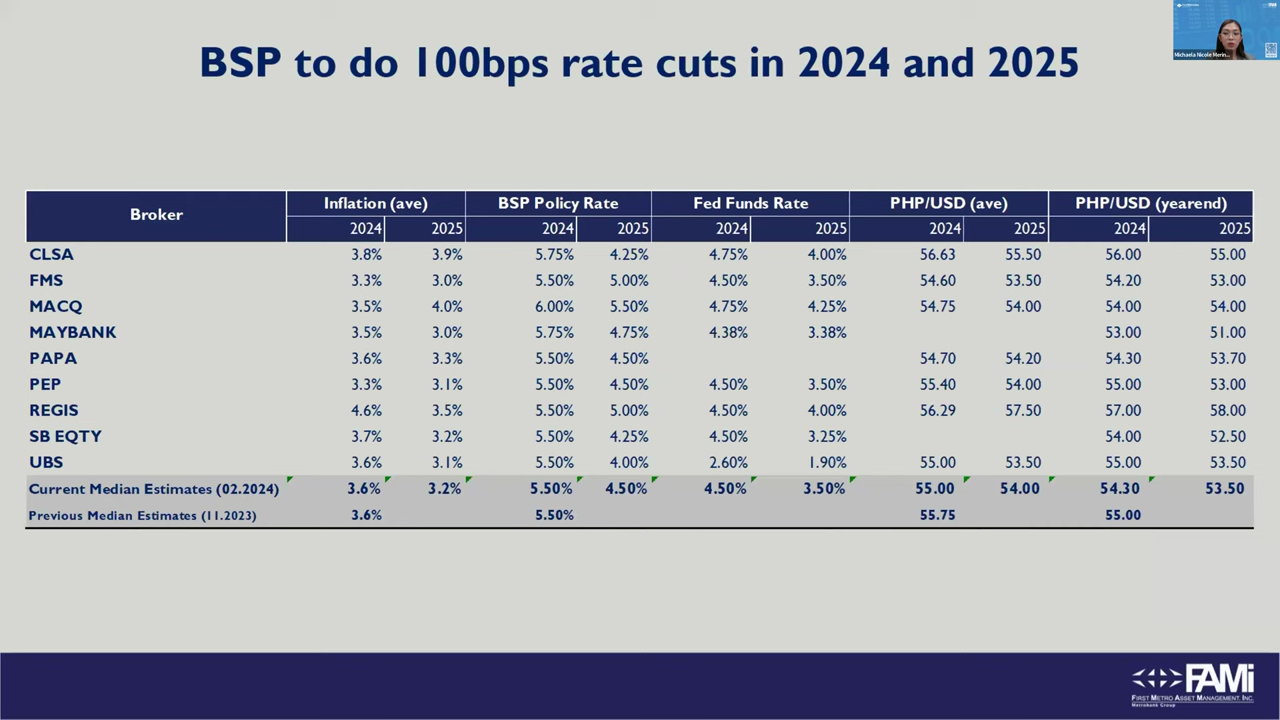 BSP to do 100bps rate cuts in 2024 and 2025
Michaela Nicole Merin...
Broker Inflation (ave) BSP Policy Rate Fed Funds Rate PHP/USD (ave) PHP/USD (yearend)
2024 2025 2024 2025 2024 2025 2024 2025 2024 2025
CLSA 3.8% 3.9% 5.75% 4.25% 4.75% 4.00% 56.63 55.50 56.00 55.00
FMS 3.3% 3.0% 5.50% 5.00% 4.50% 3.50% 54.60 53.50 54.20 53.00
MACQ 3.5% 4.0% 6.00% 5.50% 4.75% 4.25% 54.75 54.00 54.00 54.00
MAYBANK 3.5% 3.0% 5.75% 4.75% 4.38% 3.38% 53.00 51.00
PAPA 3.6% 3.3% 5.50% 4.50% 54.70 54.20 54.30 53.70
PEP 3.3% 3.1% 5.50% 4.50% 4.50% 3.50% 55.40 54.00 55.00 53.00
REGIS 4.6% 3.5% 5.50% 5.00% 4.50% 4.00% 56.29 57.50 57.00 58.00
SB EQTY 3.7% 3.2% 5.50% 4.25% 4.50% 3.25% 54.00 52.50
UBS 3.6% 3.1% 5.50% 4.00% 2.60% 1.90% 55.00 53.50 55.00 53.50
Current Median Estimates (02.2024) 3.6% 3.2% 5.50% 4.50% 4.50% 3.50% 55.00 54.00 54.30 53.50
Previous Median Estimates (11.2023) 3.6% 5.50% 55.75 55.00
FAMi
FIRST METRO ASSET MANAGEMENT, INC.
Metrobank Group